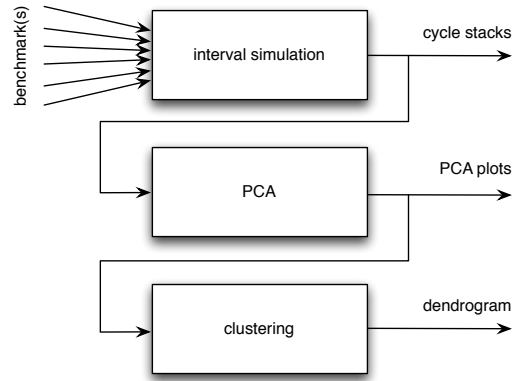 benchmark(s)
interval simulation
cycle stacks
PCA
PCA plots
clustering
dendrogram